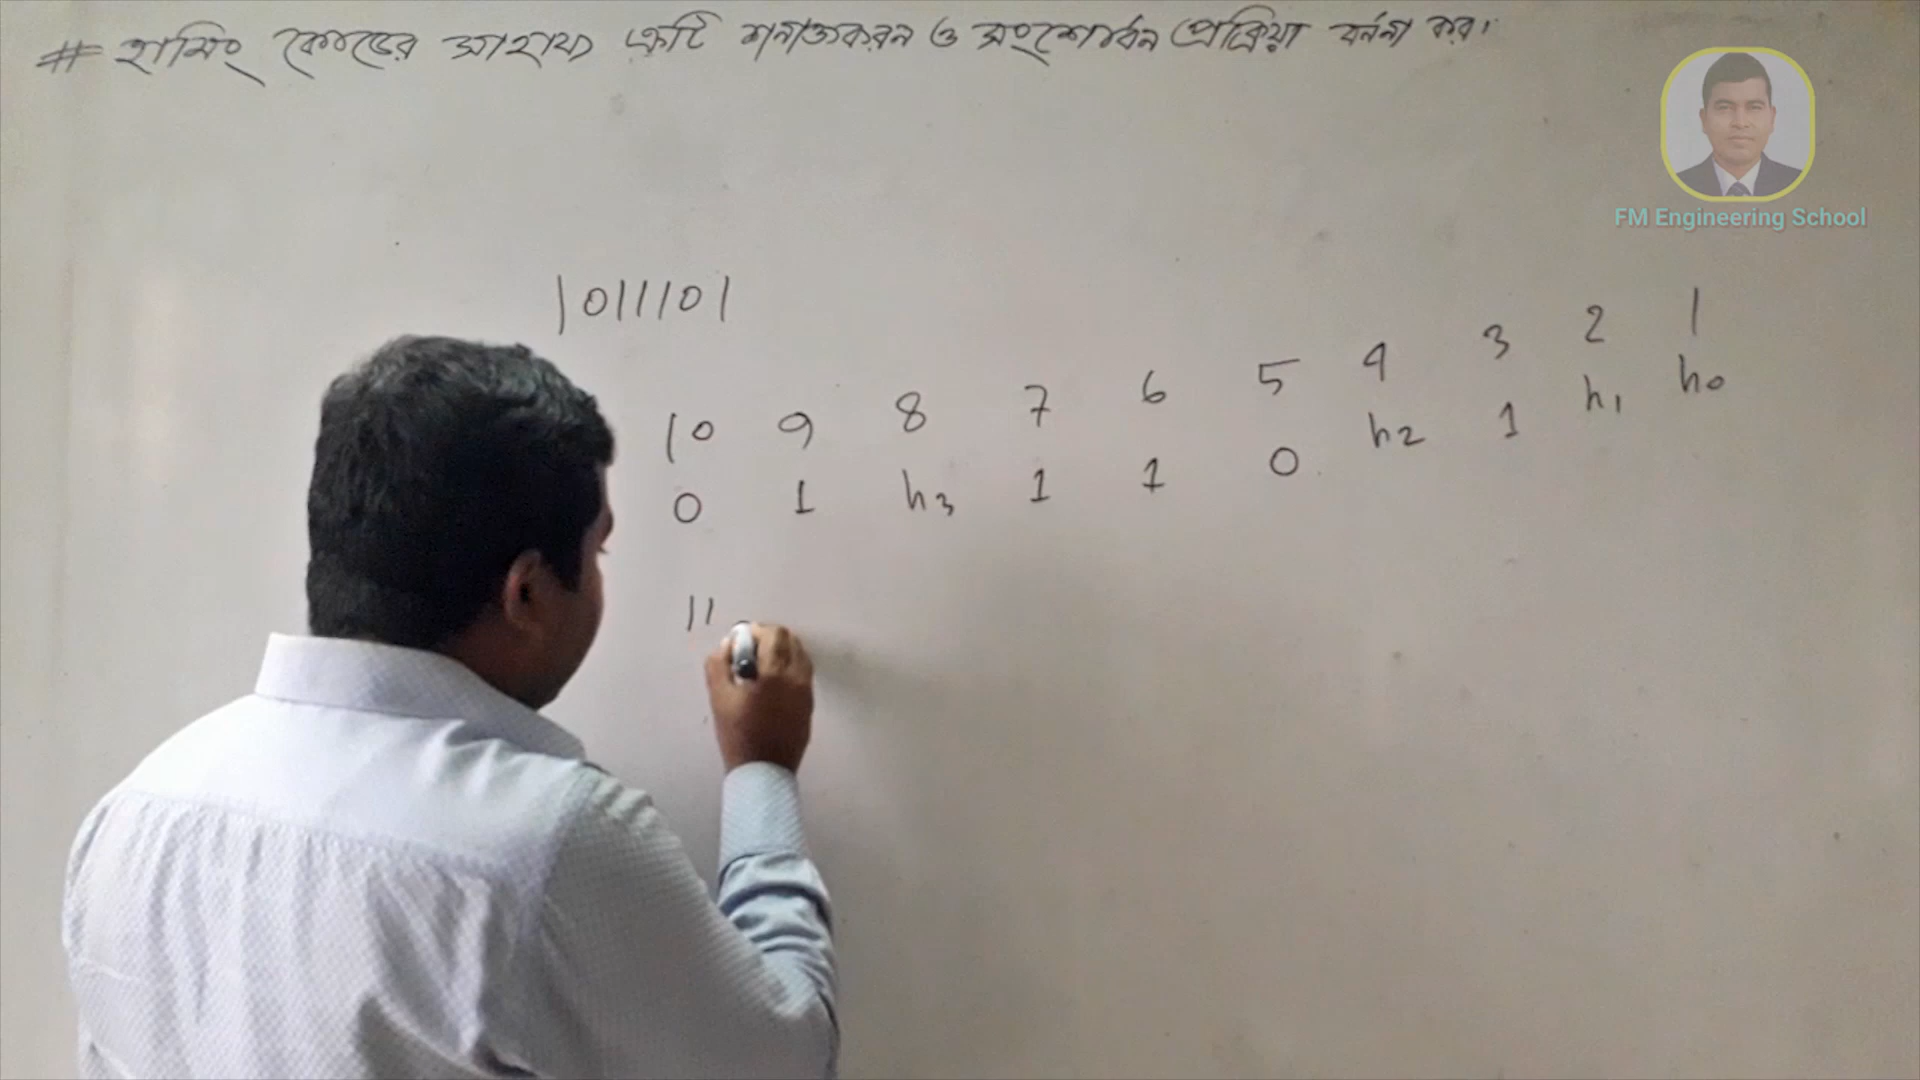 # হামিং কোডের সাহায্যে ত্রুটি শনাক্তকরন ও সংশোধন প্রক্রিয়া বর্ননা কর।
FM Engineering School
1011101
10 9 8 7 6 5 4 3 2 1
0 1 h3 1 1 0 h2 1 h1 h0
11